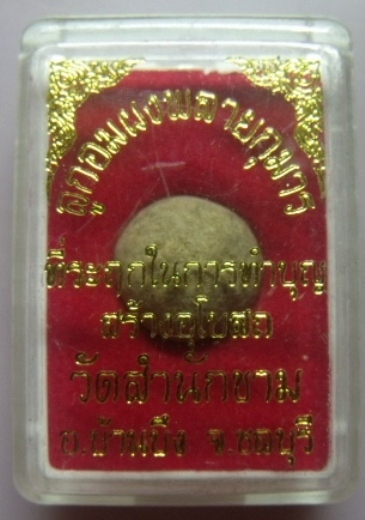 ลูกอมผงพลายกุมาร
ที่ระลึกในการทำบุญ
สร้างอุโบสถ
วัดสำนักขาม
อ.บ้านบึง จ.ชลบุรี